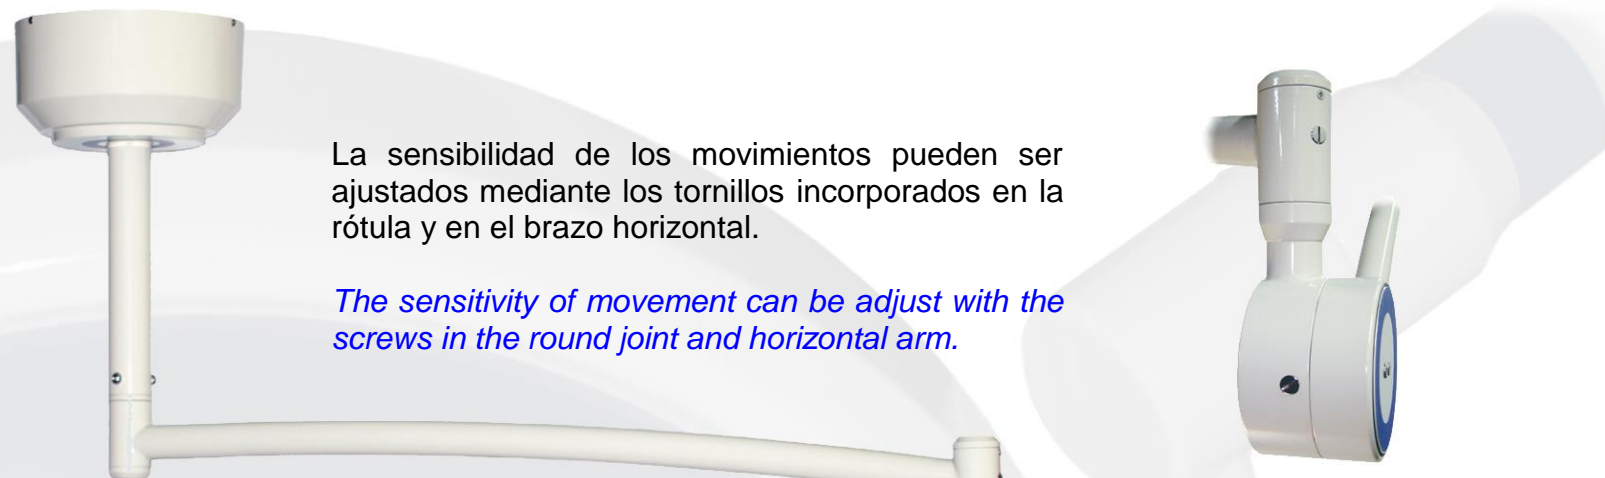 La sensibilidad de los movimientos pueden ser
ajustados mediante los tornillos incorporados en la
rótula y en el brazo horizontal.
The sensitivity of movement can be adjust with the
screws in the round joint and horizontal arm.